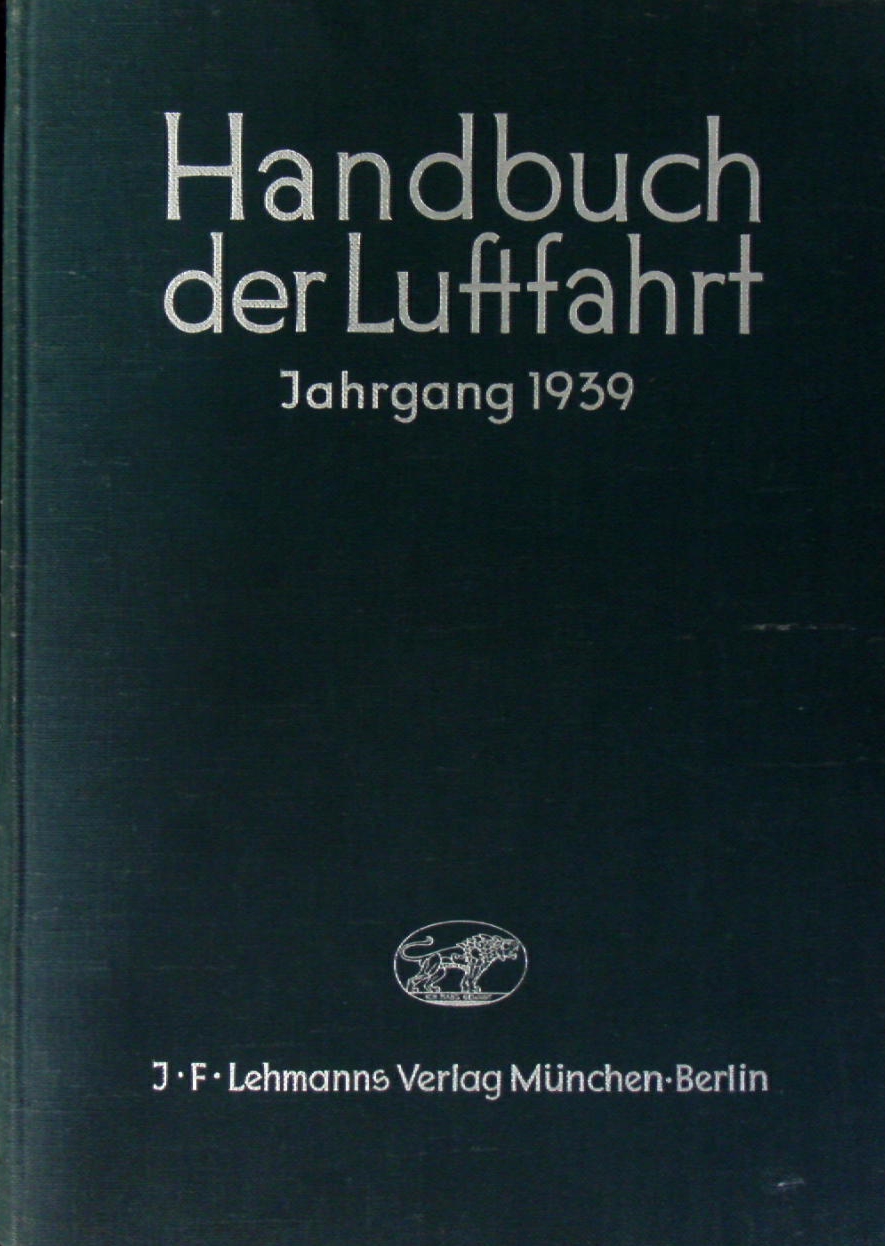 Handbuch
der Luftfahrt
Jahrgang 1939
J·F·Lehmanns Verlag München·Berlin